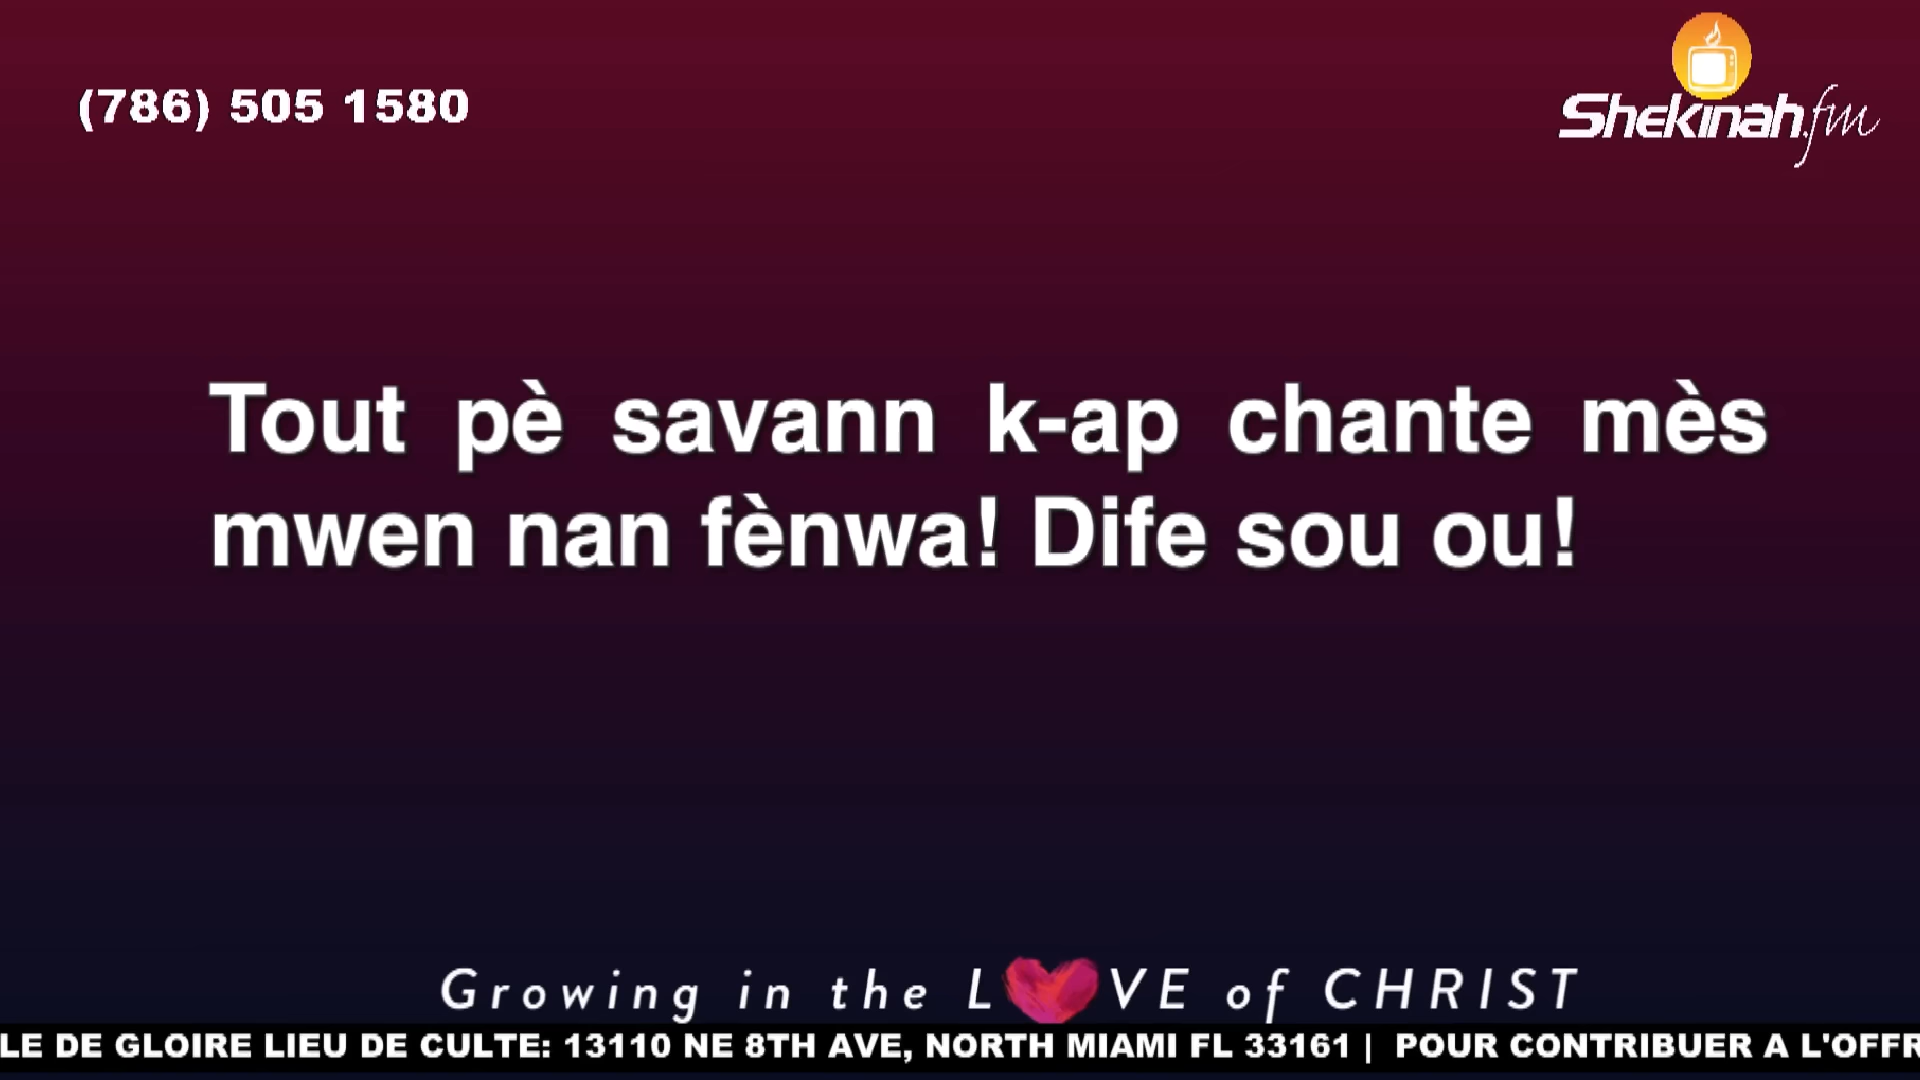 (786) 505 1580
Shekinah.fm
Tout pè savann k-ap chante mès
mwen nan fènwa! Dife sou ou!
Growing in the LOVE of CHRIST
LE DE GLOIRE LIEU DE CULTE: 13110 NE 8TH AVE, NORTH MIAMI FL 33161 | POUR CONTRIBUER A L'OFFR